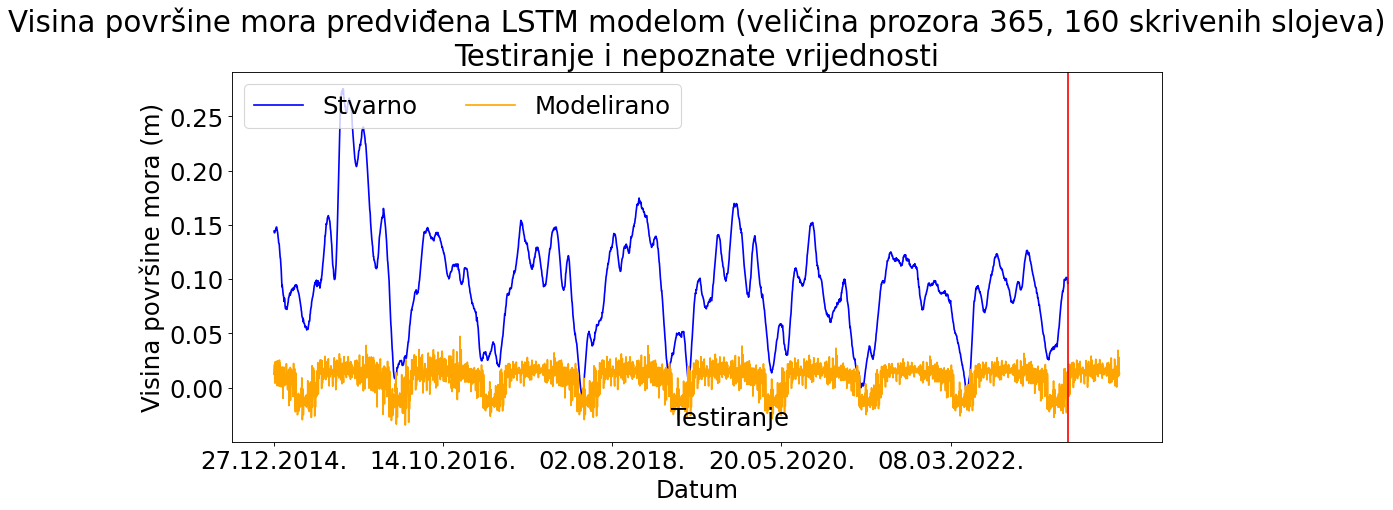 Visina površine mora predviđena LSTM modelom (veličina prozora 365, 160 skrivenih slojeva)
Testiranje i nepoznate vrijednosti
Stvarno Modelirano
Visina površine mora (m)
0.25
0.20
0.15
0.10
0.05
0.00
Testiranje
27.12.2014. 14.10.2016. 02.08.2018. 20.05.2020. 08.03.2022.
Datum